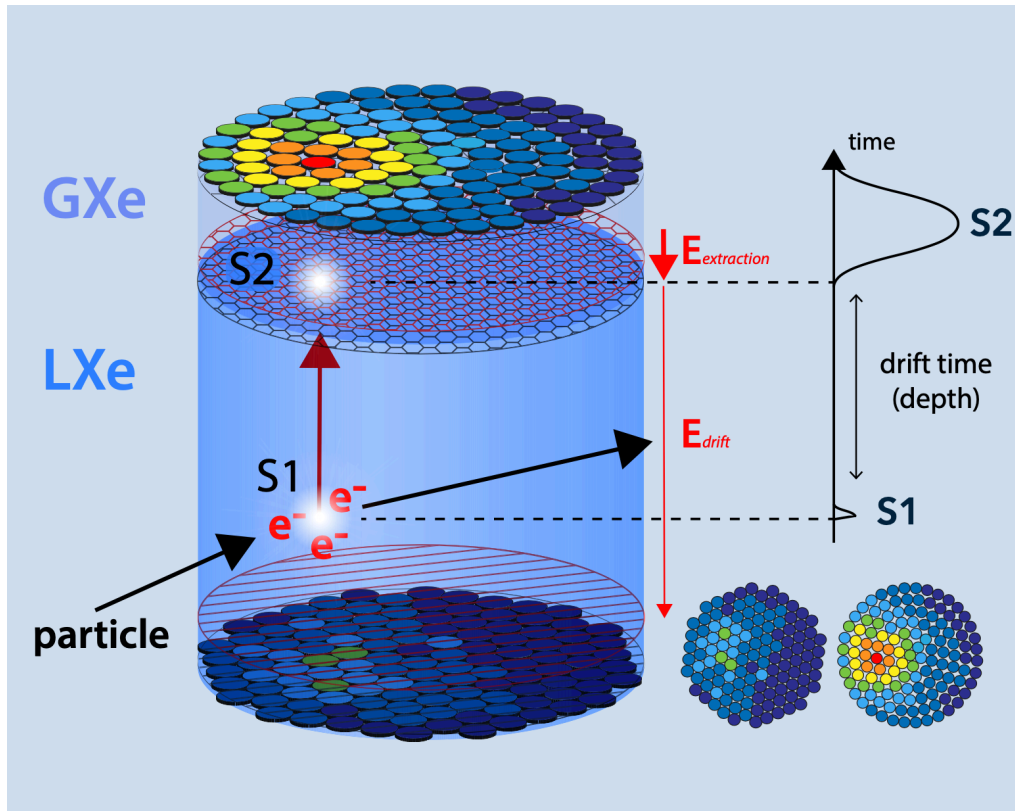 time
GXe
S2
S2
E extraction
LXe
drift time
(depth)
E drift
S1
e-
e-
S1
e-
particle